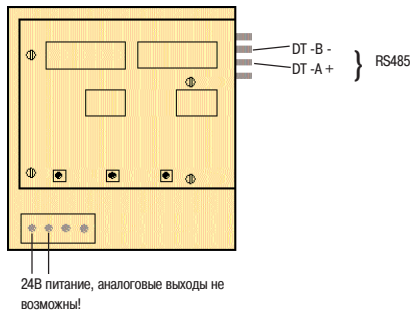 DT -B -
DT -A +
} RS485
24В питание, аналоговые выходы не
возможны!